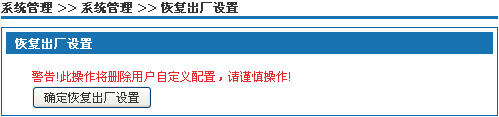 系统管理 >> 系统管理 >> 恢复出厂设置
恢复出厂设置
警告!此操作将删除用户自定义配置，请谨慎操作!
确定恢复出厂设置